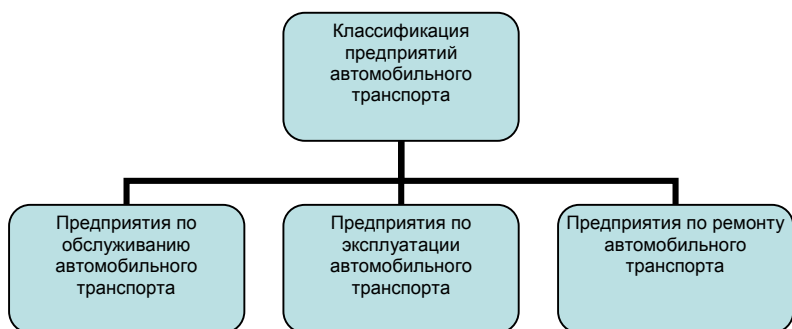 Классификация
предприятий
автомобильного
транспорта
Предприятия по
обслуживанию
автомобильного
транспорта
Предприятия по
эксплуатации
автомобильного
транспорта
Предприятия по ремонту
автомобильного
транспорта